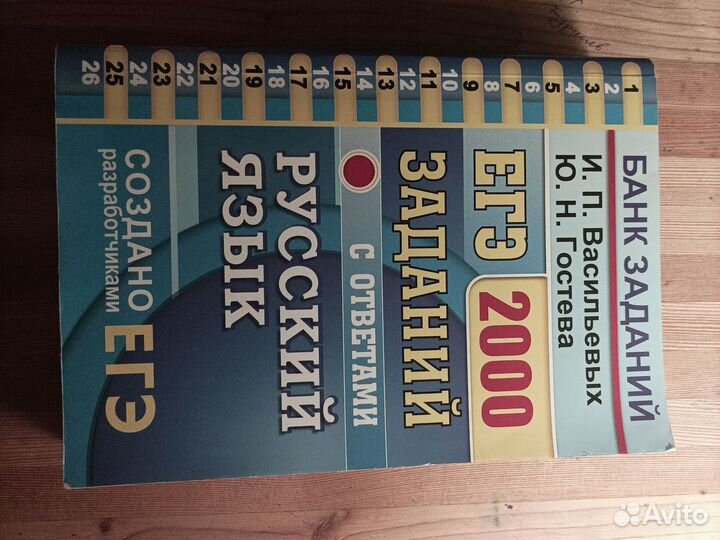 БАНК ЗАДАНИЙ
И. П. Васильевых
Ю. Н. Гостева
ЕГЭ 2000
ЗАДАНИЙ
С ОТВЕТАМИ
РУССКИЙ
ЯЗЫК
СОЗДАНО
разработчиками
ЕГЭ
1
2
3
4
5
6
7
8
9
10
11
12
13
14
15
16
17
18
19
20
21
22
23
24
25
26
Avito